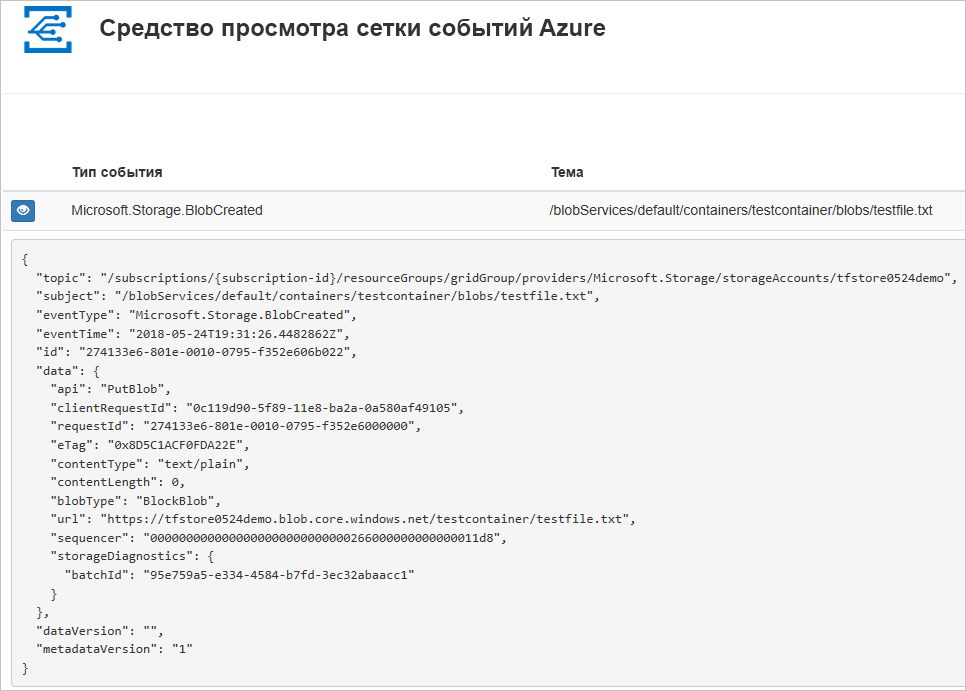 Средство просмотра сетки событий Azure
Тип события Тема
Microsoft.Storage.BlobCreated /blobServices/default/containers/testcontainer/blobs/testfile.txt
{
"topic": "/subscriptions/{subscription-id}/resourceGroups/gridGroup/providers/Microsoft.Storage/storageAccounts/tfstore0524demo",
"subject": "/blobServices/default/containers/testcontainer/blobs/testfile.txt",
"eventType": "Microsoft.Storage.BlobCreated",
"eventTime": "2018-05-24T19:31:26.4482862Z",
"id": "274133e6-801e-0010-0795-f352e606b022",
"data": {
"api": "PutBlob",
"clientRequestId": "0c119d90-5f89-11e8-ba2a-0a580af49105",
"requestId": "274133e6-801e-0010-0795-f352e6000000",
"eTag": "0x8D5C1ACF0FDA22E",
"contentType": "text/plain",
"contentLength": 0,
"blobType": "BlockBlob",
"url": "https://tfstore0524demo.blob.core.windows.net/testcontainer/testfile.txt",
"sequencer": "0000000000000000000000000000266000000000000011d8",
"storageDiagnostics": {
"batchId": "95e759a5-e334-4584-b7fd-3ec32abaacc1"
}
},
"dataVersion": "",
"metadataVersion": "1"
}